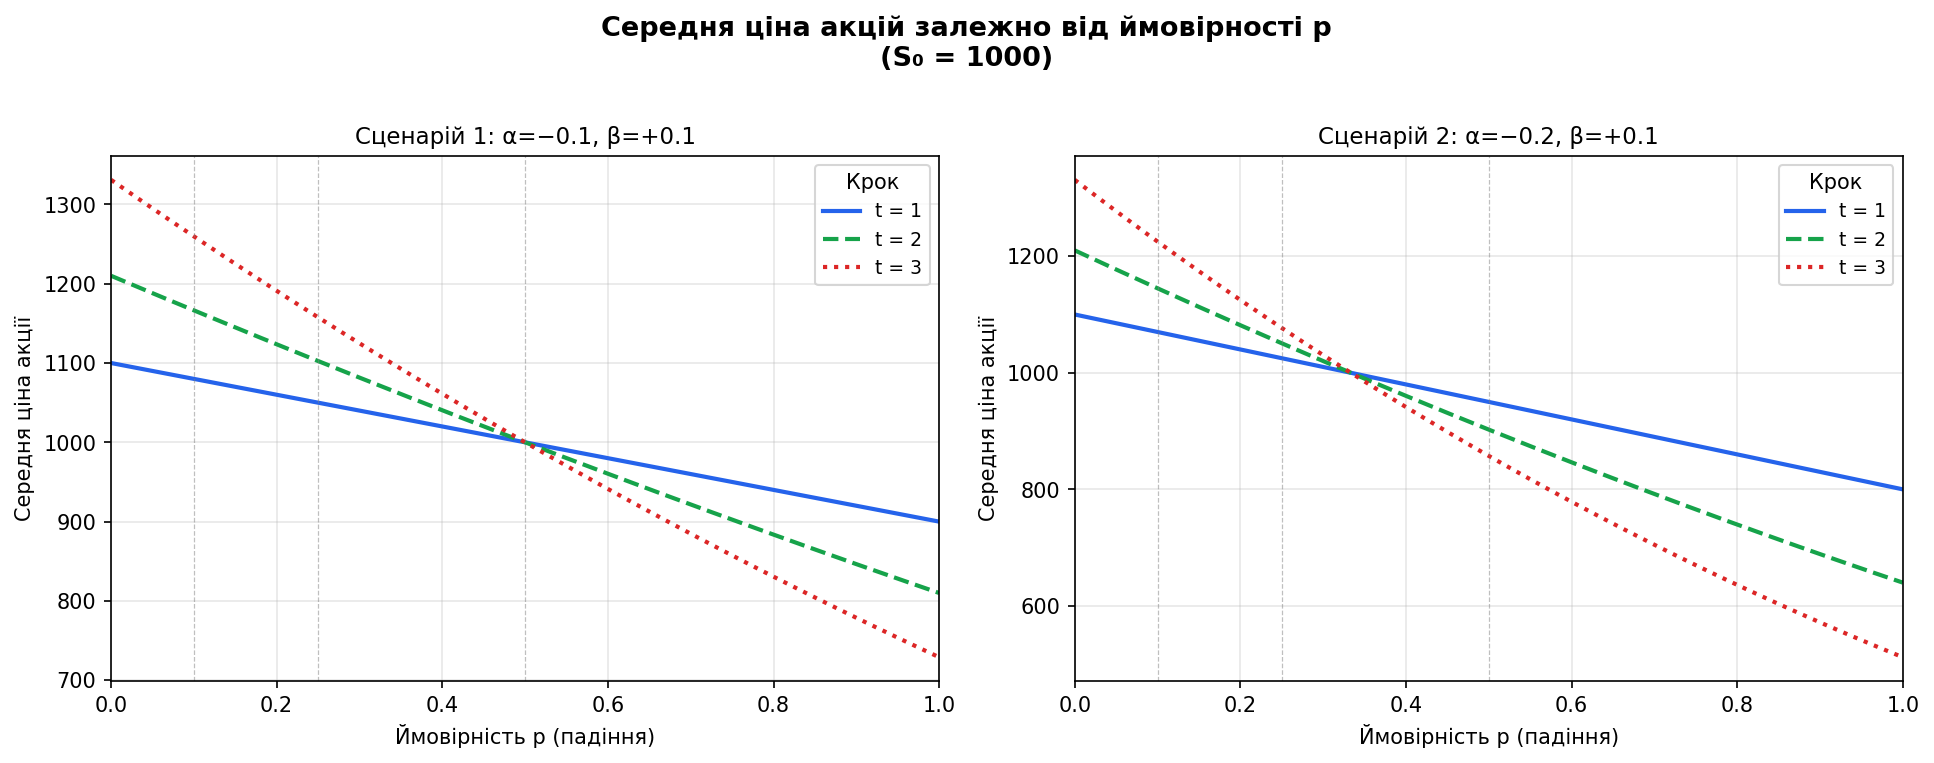 Середня ціна акцій залежно від ймовірності p
(S₀ = 1000)
Сценарій 1: α=−0.1, β=+0.1
Середня ціна акції
1300
1200
1100
1000
900
800
700
0.0 0.2 0.4 0.6 0.8 1.0
Ймовірність p (падіння)
Крок
t = 1
t = 2
t = 3
Сценарій 2: α=−0.2, β=+0.1
Середня ціна акції
1200
1000
800
600
0.0 0.2 0.4 0.6 0.8 1.0
Ймовірність p (падіння)
Крок
t = 1
t = 2
t = 3